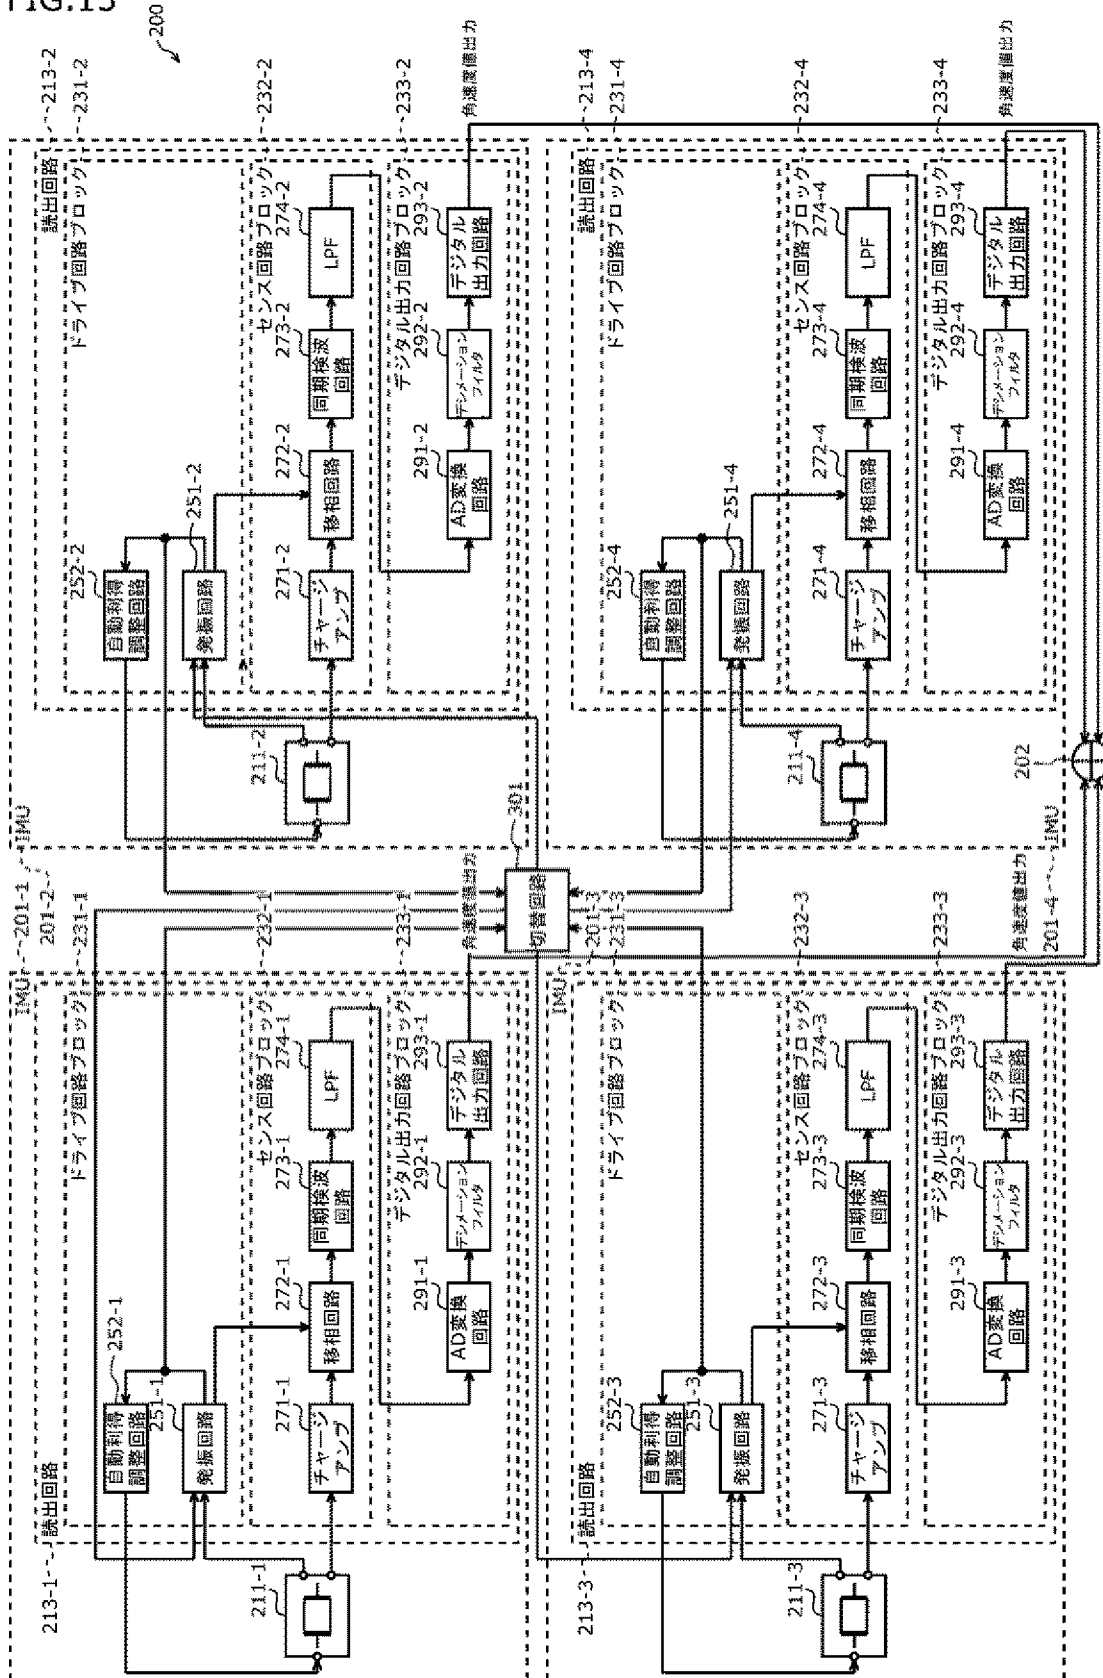 FIG.15
200
IMU
201-1
213-1
読出回路
231-1
ドライブ回路ブロック
252-1
自動利得
調整回路
251-1
発振回路
232-1
センス回路ブロック
211-1
271-1
チャージ
アンプ
272-1
移相回路
273-1
同期検波
回路
274-1
LPF
233-1
デジタル出力回路ブロック
291-1
AD変換
回路
292-1
デシメーション
フィルタ
293-1
デジタル
出力回路
角速度値出力
IMU
201-2
213-2
読出回路
231-2
ドライブ回路ブロック
252-2
自動利得
調整回路
251-2
発振回路
232-2
センス回路ブロック
211-2
271-2
チャージ
アンプ
272-2
移相回路
273-2
同期検波
回路
274-2
LPF
233-2
デジタル出力回路ブロック
291-2
AD変換
回路
292-2
デシメーション
フィルタ
293-2
デジタル
出力回路
角速度値出力
301
切替回路
IMU
201-3
213-3
読出回路
231-3
ドライブ回路ブロック
252-3
自動利得
調整回路
251-3
発振回路
232-3
センス回路ブロック
211-3
271-3
チャージ
アンプ
272-3
移相回路
273-3
同期検波
回路
274-3
LPF
233-3
デジタル出力回路ブロック
291-3
AD変換
回路
292-3
デシメーション
フィルタ
293-3
デジタル
出力回路
角速度値出力
IMU
201-4
213-4
読出回路
231-4
ドライブ回路ブロック
252-4
自動利得
調整回路
251-4
発振回路
232-4
センス回路ブロック
211-4
271-4
チャージ
アンプ
272-4
移相回路
273-4
同期検波
回路
274-4
LPF
233-4
デジタル出力回路ブロック
291-4
AD変換
回路
292-4
デシメーション
フィルタ
293-4
デジタル
出力回路
角速度値出力
202